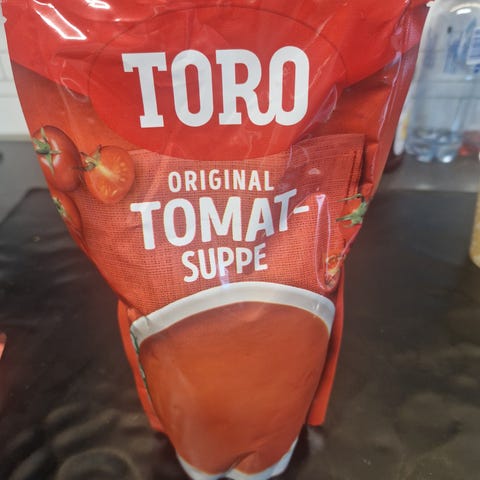 TORO
ORIGINAL
TOMAT-
SUPPE